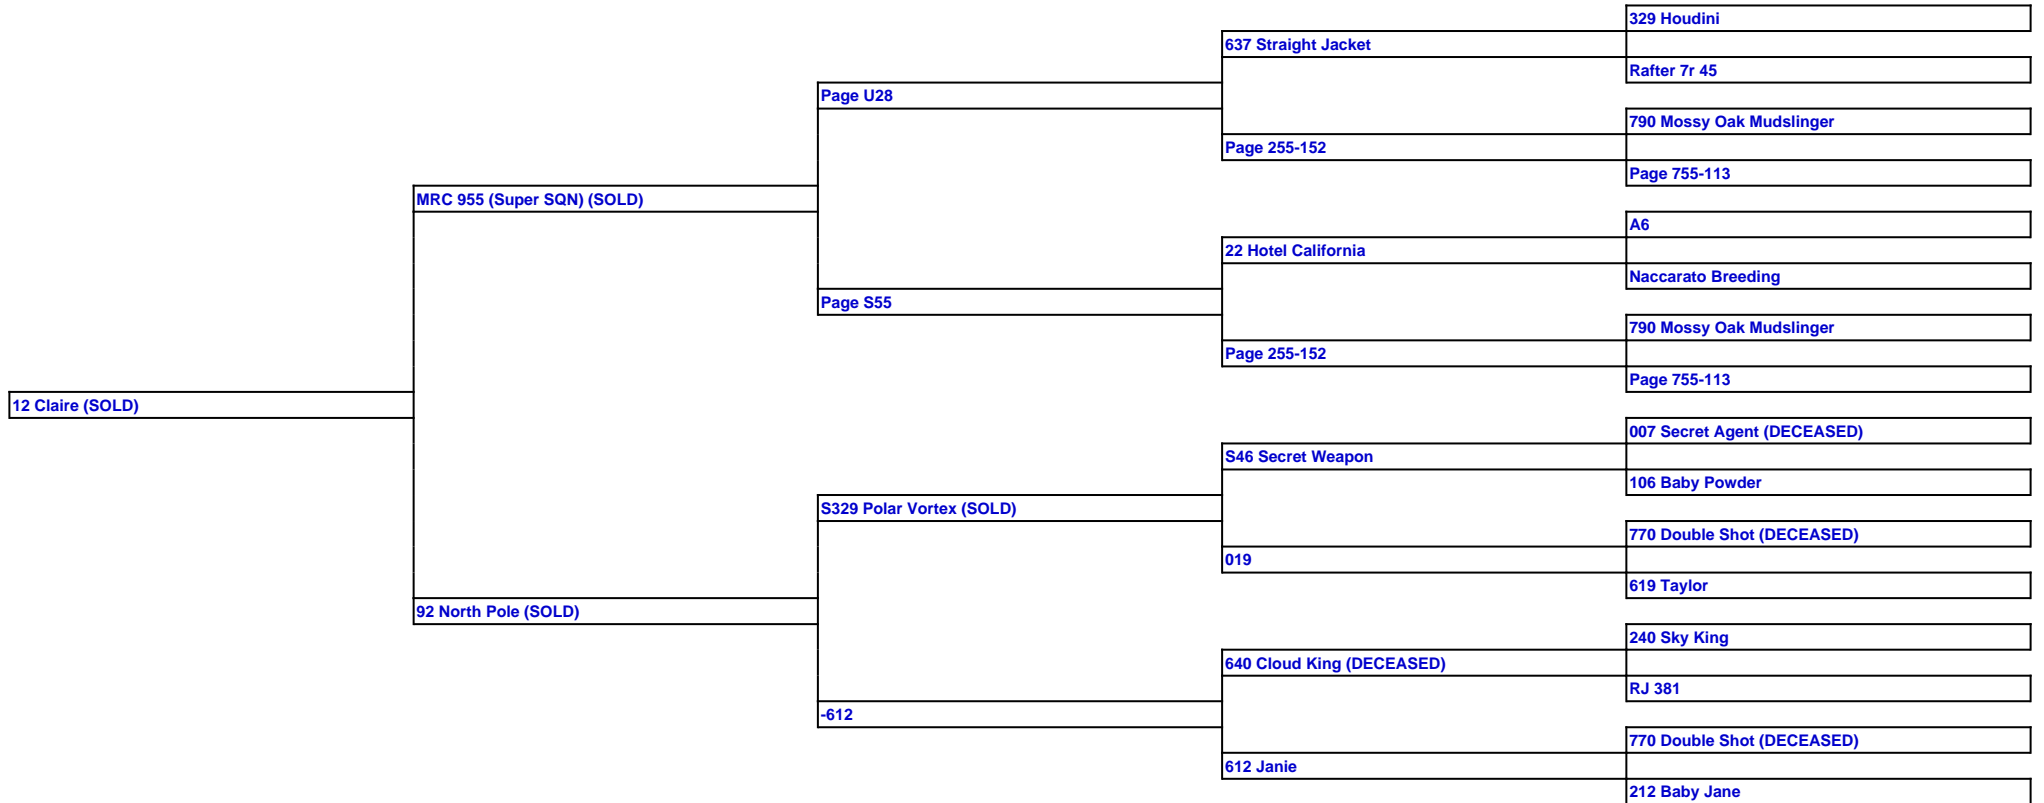 329 Houdini
637 Straight Jacket
Rafter 7r 45
Page U28
790 Mossy Oak Mudslinger
Page 255-152
Page 755-113
MRC 955 (Super SQN) (SOLD)
A6
22 Hotel California
Naccarato Breeding
Page S55
790 Mossy Oak Mudslinger
Page 255-152
Page 755-113
12 Claire (SOLD)
007 Secret Agent (DECEASED)
S46 Secret Weapon
106 Baby Powder
S329 Polar Vortex (SOLD)
770 Double Shot (DECEASED)
019
619 Taylor
92 North Pole (SOLD)
240 Sky King
640 Cloud King (DECEASED)
RJ 381
-612
770 Double Shot (DECEASED)
612 Janie
212 Baby Jane